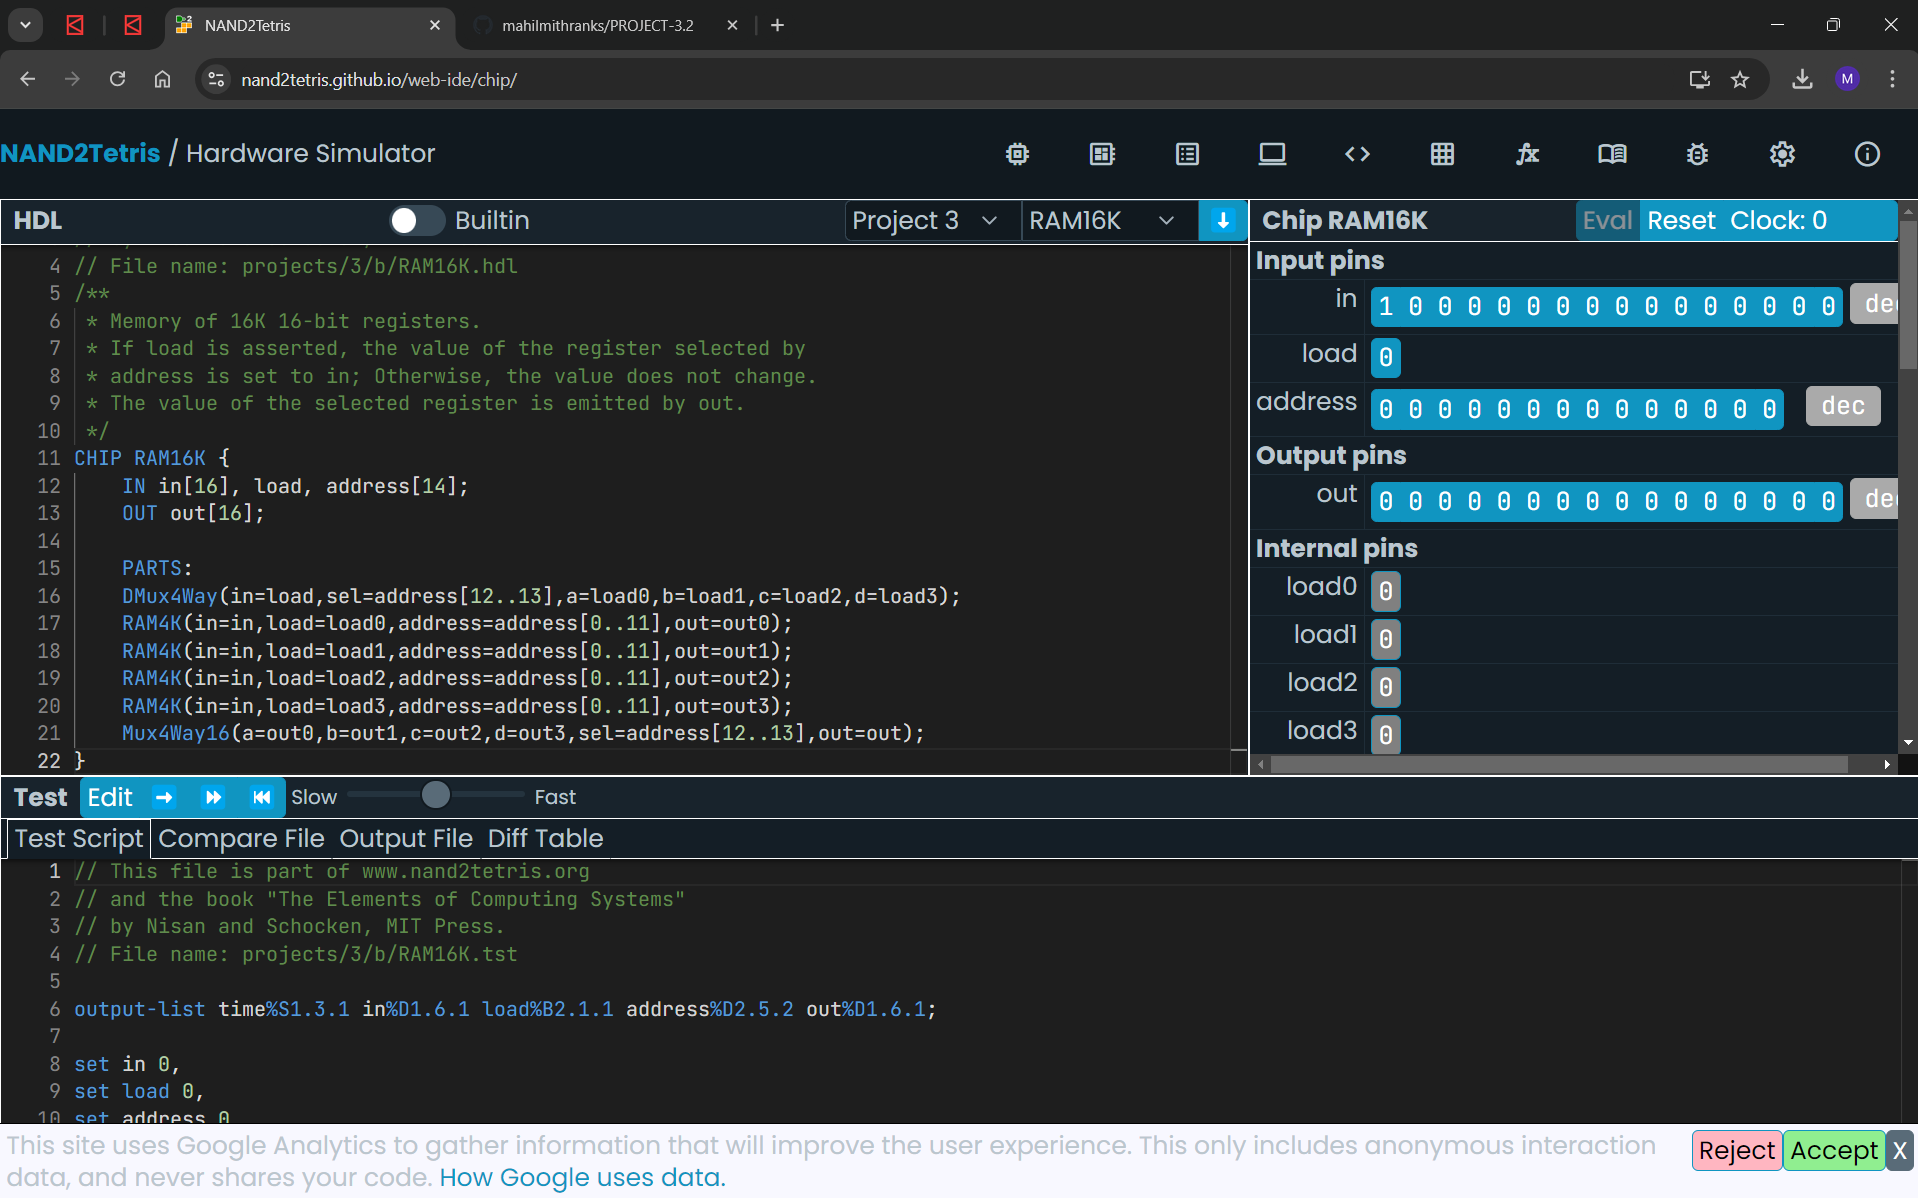 NAND2Tetris
mahilmithranks/PROJECT-3.2
nand2tetris.github.io/web-ide/chip/
M
NAND2Tetris / Hardware Simulator
HDL Builtin Project 3 RAM16K
4 // File name: projects/3/b/RAM16K.hdl
5 /**
6 * Memory of 16K 16-bit registers.
7 * If load is asserted, the value of the register selected by
8 * address is set to in; Otherwise, the value does not change.
9 * The value of the selected register is emitted by out.
10 */
11 CHIP RAM16K {
12 IN in[16], load, address[14];
13 OUT out[16];
14
15 PARTS:
16 DMux4Way(in=load,sel=address[12..13],a=load0,b=load1,c=load2,d=load3);
17 RAM4K(in=in,load=load0,address=address[0..11],out=out0);
18 RAM4K(in=in,load=load1,address=address[0..11],out=out1);
19 RAM4K(in=in,load=load2,address=address[0..11],out=out2);
20 RAM4K(in=in,load=load3,address=address[0..11],out=out3);
21 Mux4Way16(a=out0,b=out1,c=out2,d=out3,sel=address[12..13],out=out);
22 }
Chip RAM16K Eval Reset Clock: 0
Input pins
in 1 0 0 0 0 0 0 0 0 0 0 0 0 0 0 0 dec
load 0
address 0 0 0 0 0 0 0 0 0 0 0 0 0 0 dec
Output pins
out 0 0 0 0 0 0 0 0 0 0 0 0 0 0 0 0 dec
Internal pins
load0 0
load1 0
load2 0
load3 0
Test Edit Slow Fast
Test Script Compare File Output File Diff Table
1 // This file is part of www.nand2tetris.org
2 // and the book "The Elements of Computing Systems"
3 // by Nisan and Schocken, MIT Press.
4 // File name: projects/3/b/RAM16K.tst
5
6 output-list time%S1.3.1 in%D1.6.1 load%B2.1.1 address%D2.5.2 out%D1.6.1;
7
8 set in 0,
9 set load 0,
10 set address 0
This site uses Google Analytics to gather information that will improve the user experience. This only includes anonymous interaction
data, and never shares your code. How Google uses data.
Reject Accept X